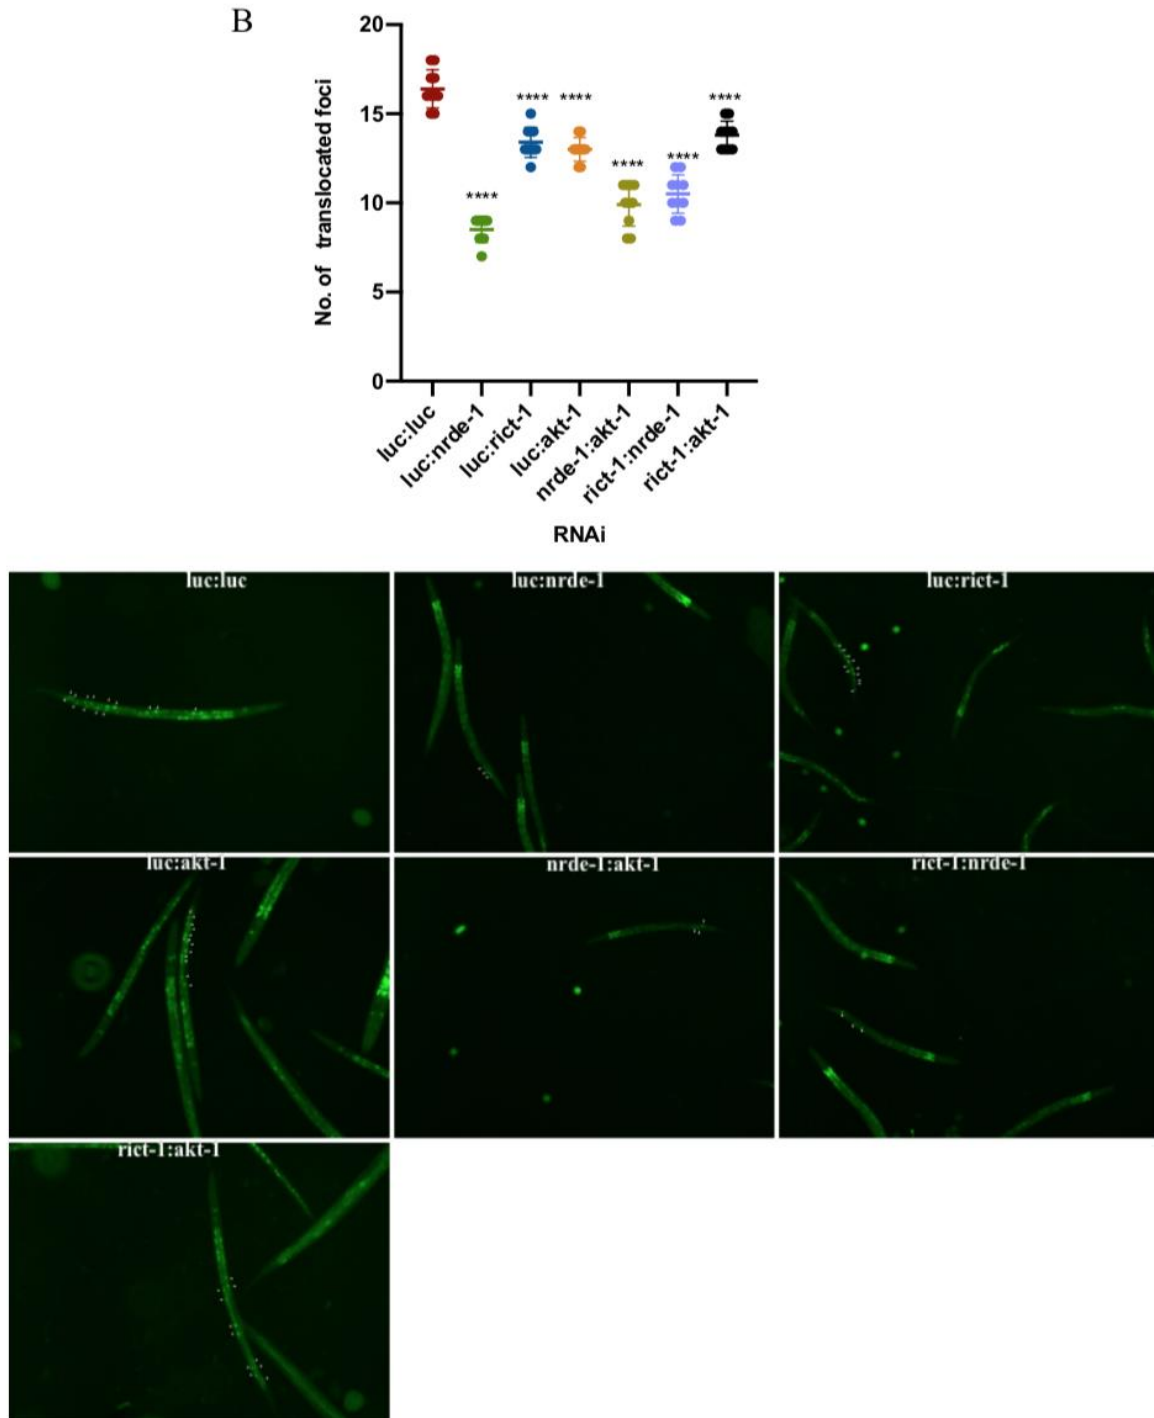 B
20
15
10
5
0
No. of translocated foci
****
****
****
****
****
****
luc:luc
luc:nrde-1
luc:rict-1
luc:akt-1
nrde-1:akt-1
rict-1:nrde-1
rict-1:akt-1
RNAi
luc:luc
luc:nrde-1
luc:rict-1
luc:akt-1
nrde-1:akt-1
rict-1:nrde-1
rict-1:akt-1